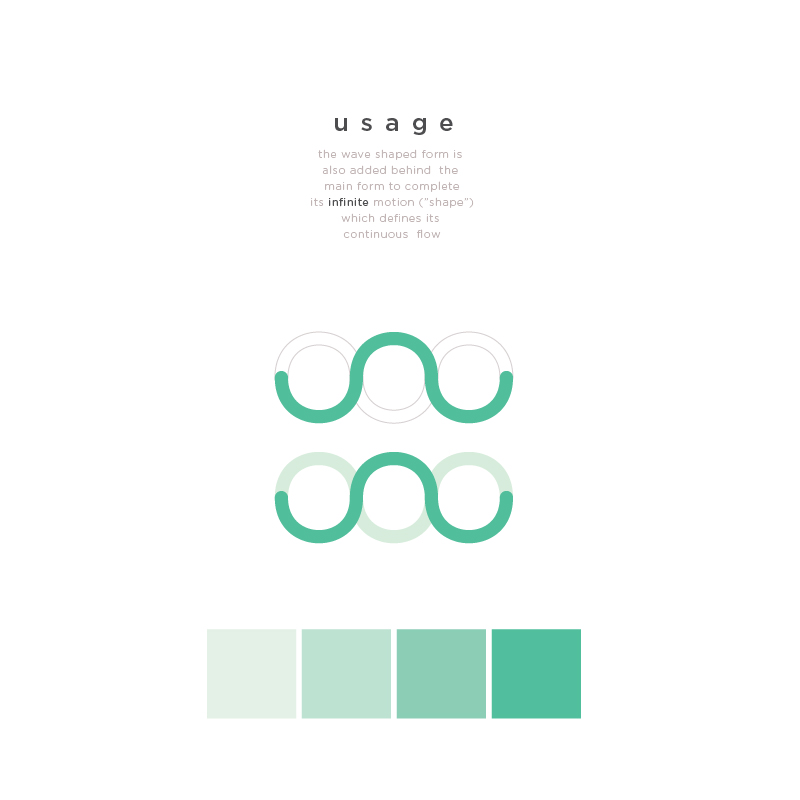 usage
the wave shaped form is
also added behind the
main form to complete
its infinite motion ("shape")
which defines its
continuous flow